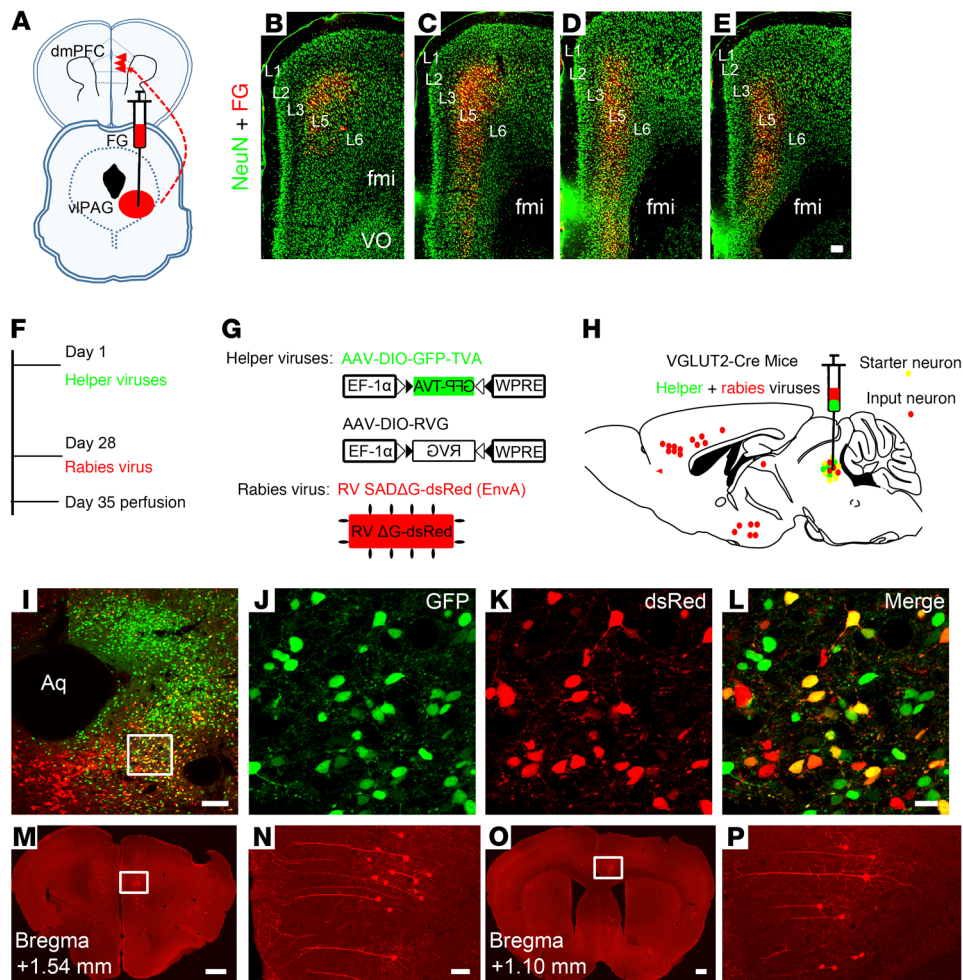 A
dmPFC
FG
vlPAG
NeuN + FG
B
L1
L2
L3
L5
L6
fmi
VO
C
L1
L2
L3
L5
L6
fmi
D
L1
L2
L3
L5
L6
fmi
E
L1
L2
L3
L5
L6
fmi
F
Day 1
Helper viruses
Day 28
Rabies virus
Day 35 perfusion
G
Helper viruses: AAV-DIO-GFP-TVA
EF-1α GFP-TVA WPRE
AAV-DIO-RVG
EF-1α RVG WPRE
Rabies virus: RV SADΔG-dsRed (EnvA)
RV ΔG-dsRed
H
VGLUT2-Cre Mice
Helper + rabies viruses
Starter neuron
Input neuron
I
Aq
J
GFP
K
dsRed
L
Merge
M
Bregma
+1.54 mm
N
O
Bregma
+1.10 mm
P